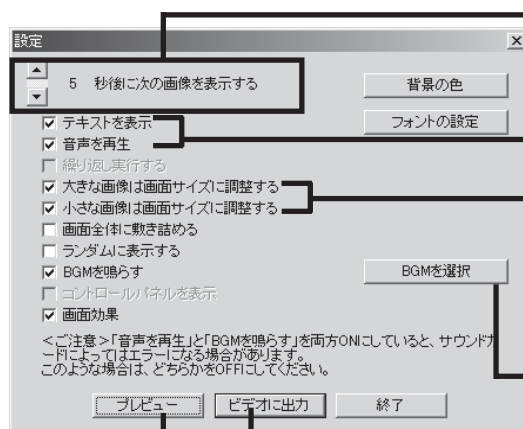 設定
5 秒後に次の画像を表示する
背景の色
テキストを表示
フォントの設定
音声を再生
繰り返し実行する
大きな画像は画面サイズに調整する
小さな画像は画面サイズに調整する
画面全体に敷き詰める
ランダムに表示する
BGMを鳴らす
BGMを選択
コントロールパネルを表示
画面効果
<ご注意>「音声を再生」と「BGMを鳴らす」を両方ONにしていると、サウンドカ
ードによってはエラーになる場合があります。
このような場合は、どちらかをOFFにしてください。
プレビュー
ビデオに出力
終了